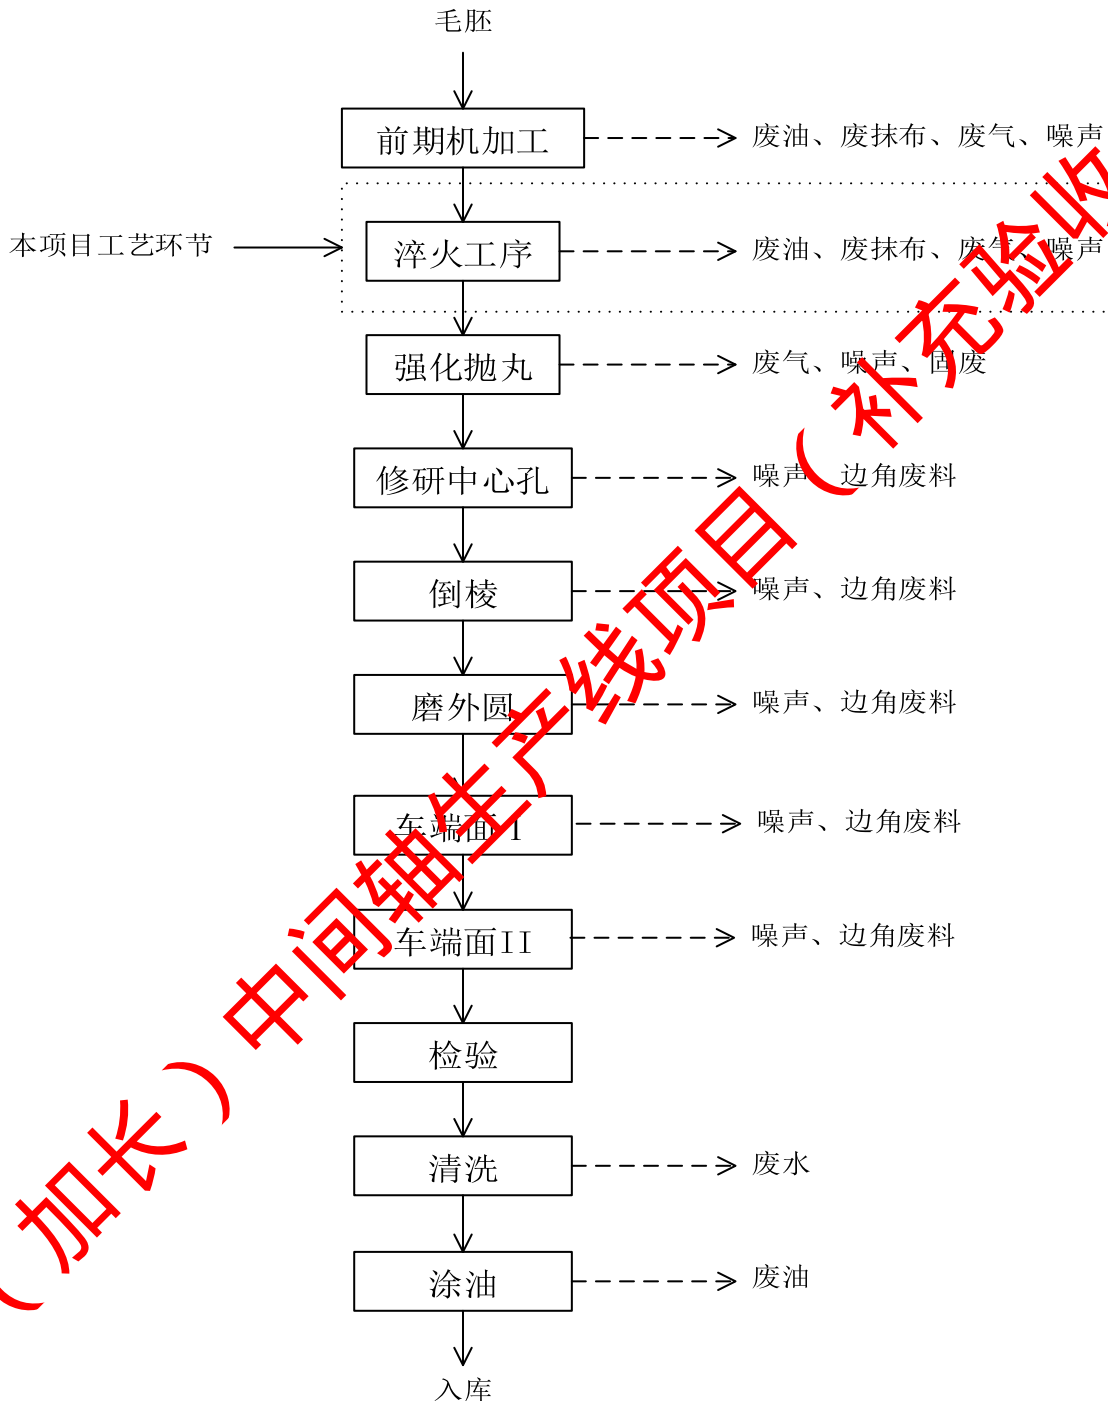 毛胚
前期机加工
废油、废抹布、废气、噪声
本项目工艺环节
淬火工序
废油、废抹布、废气、噪声
强化抛丸
废气、噪声、固废
修研中心孔
噪声、边角废料
倒棱
噪声、边角废料
磨外圆
噪声、边角废料
车端面I
噪声、边角废料
车端面II
噪声、边角废料
检验
清洗
废水
涂油
废油
入库
（加长）中间轴生产线项目（补充验收